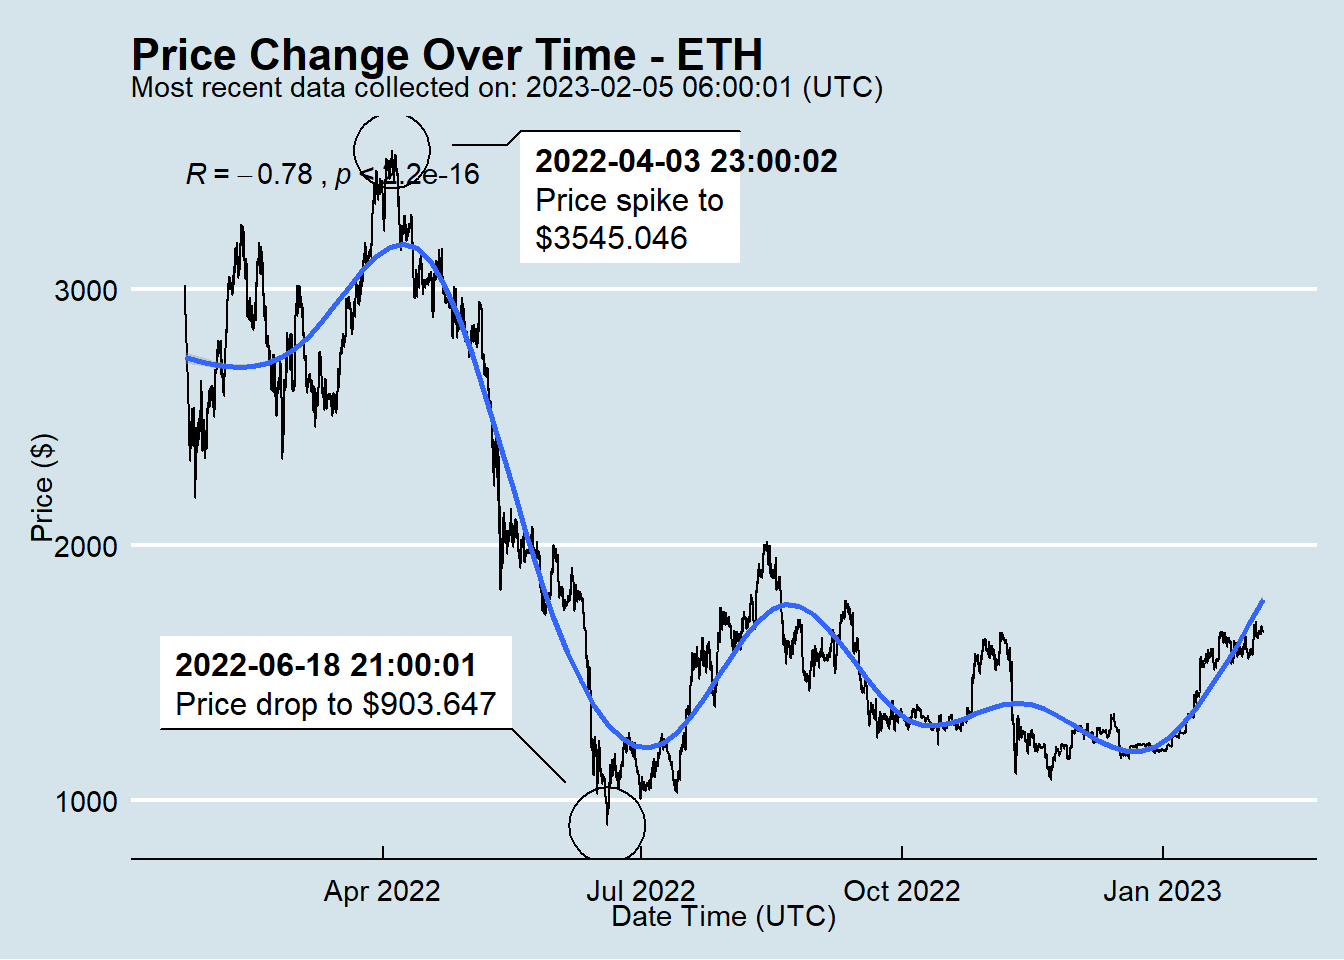 Price Change Over Time - ETH
Most recent data collected on: 2023-02-05 06:00:01 (UTC)
R = −0.78 , p < 2.2e-16
2022-04-03 23:00:02
Price spike to
$3545.046
3000
2000
1000
Price ($)
2022-06-18 21:00:01
Price drop to $903.647
Apr 2022
Jul 2022
Oct 2022
Jan 2023
Date Time (UTC)